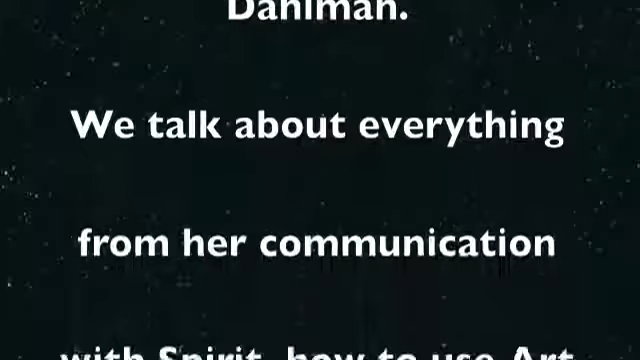 Dahlman.
We talk about everything
from her communication
with Spirit, how to use Art